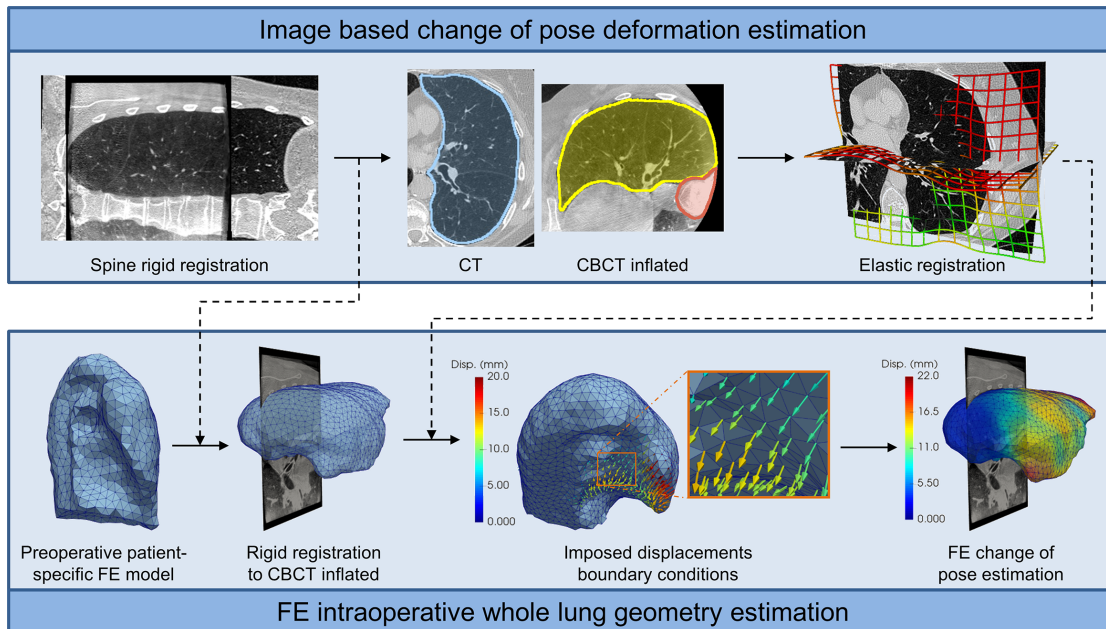 Image based change of pose deformation estimation
Spine rigid registration
CT
CBCT inflated
Elastic registration
Disp. (mm)
20.0
15.0
10.0
5.00
0.000
Disp. (mm)
22.0
16.5
11.0
5.50
0.000
Preoperative patient-
specific FE model
Rigid registration
to CBCT inflated
Imposed displacements
boundary conditions
FE change of
pose estimation
FE intraoperative whole lung geometry estimation